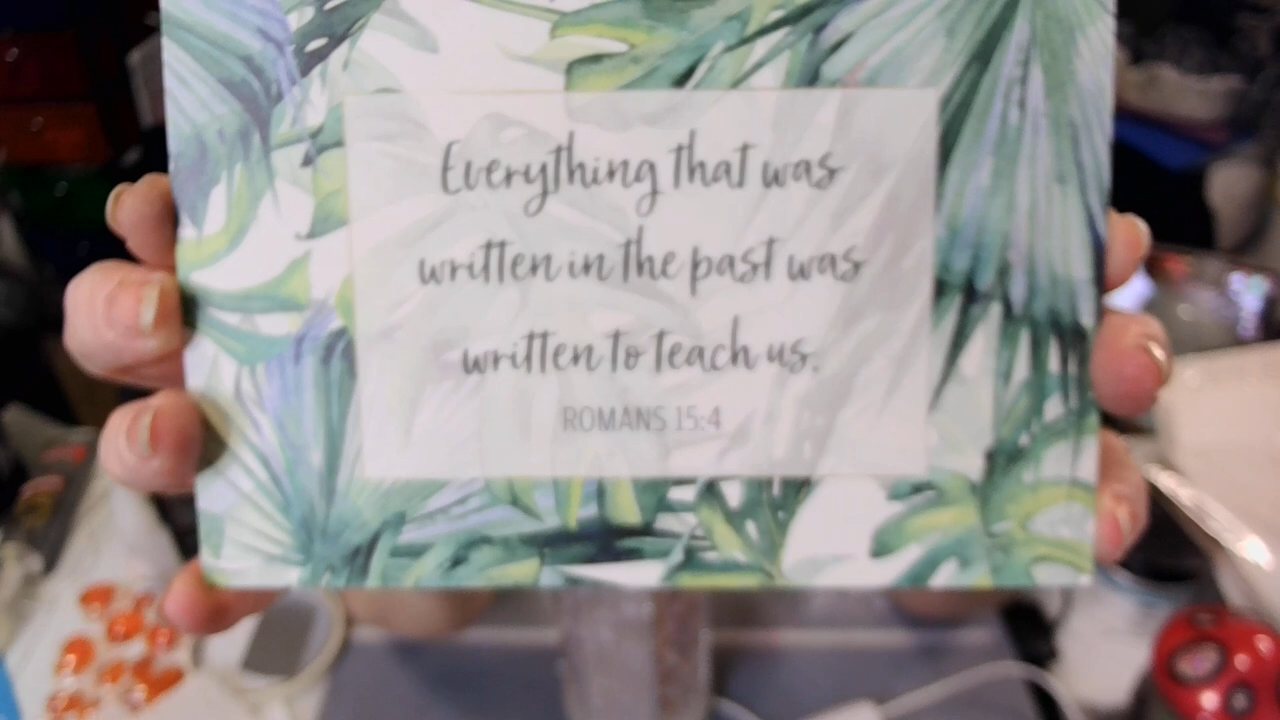 Everything that was
written in the past was
written to teach us.
ROMANS 15:4